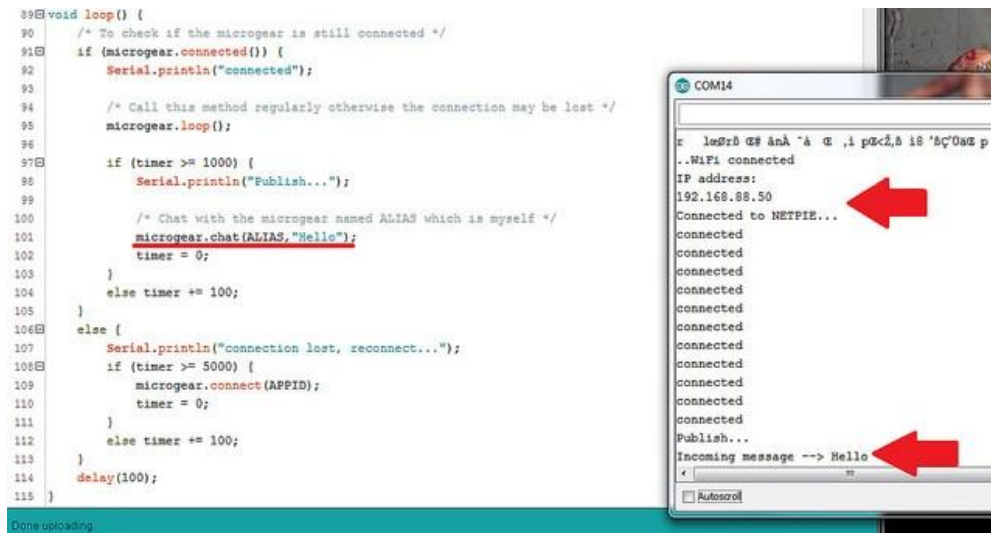 89 void loop() {
90 /* To check if the microgear is still connected */
91 if (microgear.connected()) {
92 Serial.println("connected");
93
94 /* Call this method regularly otherwise the connection may be lost */
95 microgear.loop();
96
97 if (timer >= 1000) {
98 Serial.println("Publish...");
99
100 /* Chat with the microgear named ALIAS which is myself */
101 microgear.chat(ALIAS,"Hello");
102 timer = 0;
103 }
104 else timer += 100;
105 }
106 else {
107 Serial.println("connection lost, reconnect...");
108 if (timer >= 5000) {
109 microgear.connect(APPID);
110 timer = 0;
111 }
112 else timer += 100;
113 }
114 delay(100);
115 }
Done uploading.
COM14
..WiFi connected
IP address:
192.168.88.50
Connected to NETPIE...
connected
connected
connected
connected
connected
connected
connected
connected
connected
connected
connected
Publish...
Incoming message --> Hello
Autoscroll